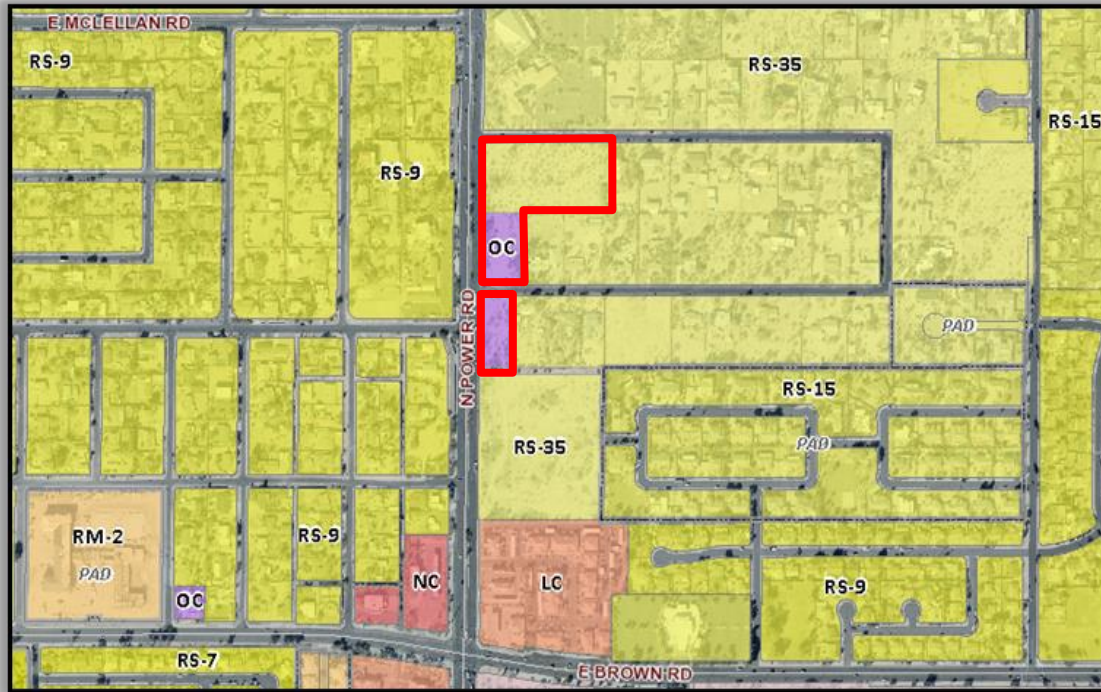 E MCLELLAN RD
RS-9
RS-35
RS-15
RS-9
OC
N POWER RD
PAD
RS-15
PAD
RS-35
RM-2
PAD
RS-9
NC
LC
OC
RS-9
RS-7
E BROWN RD